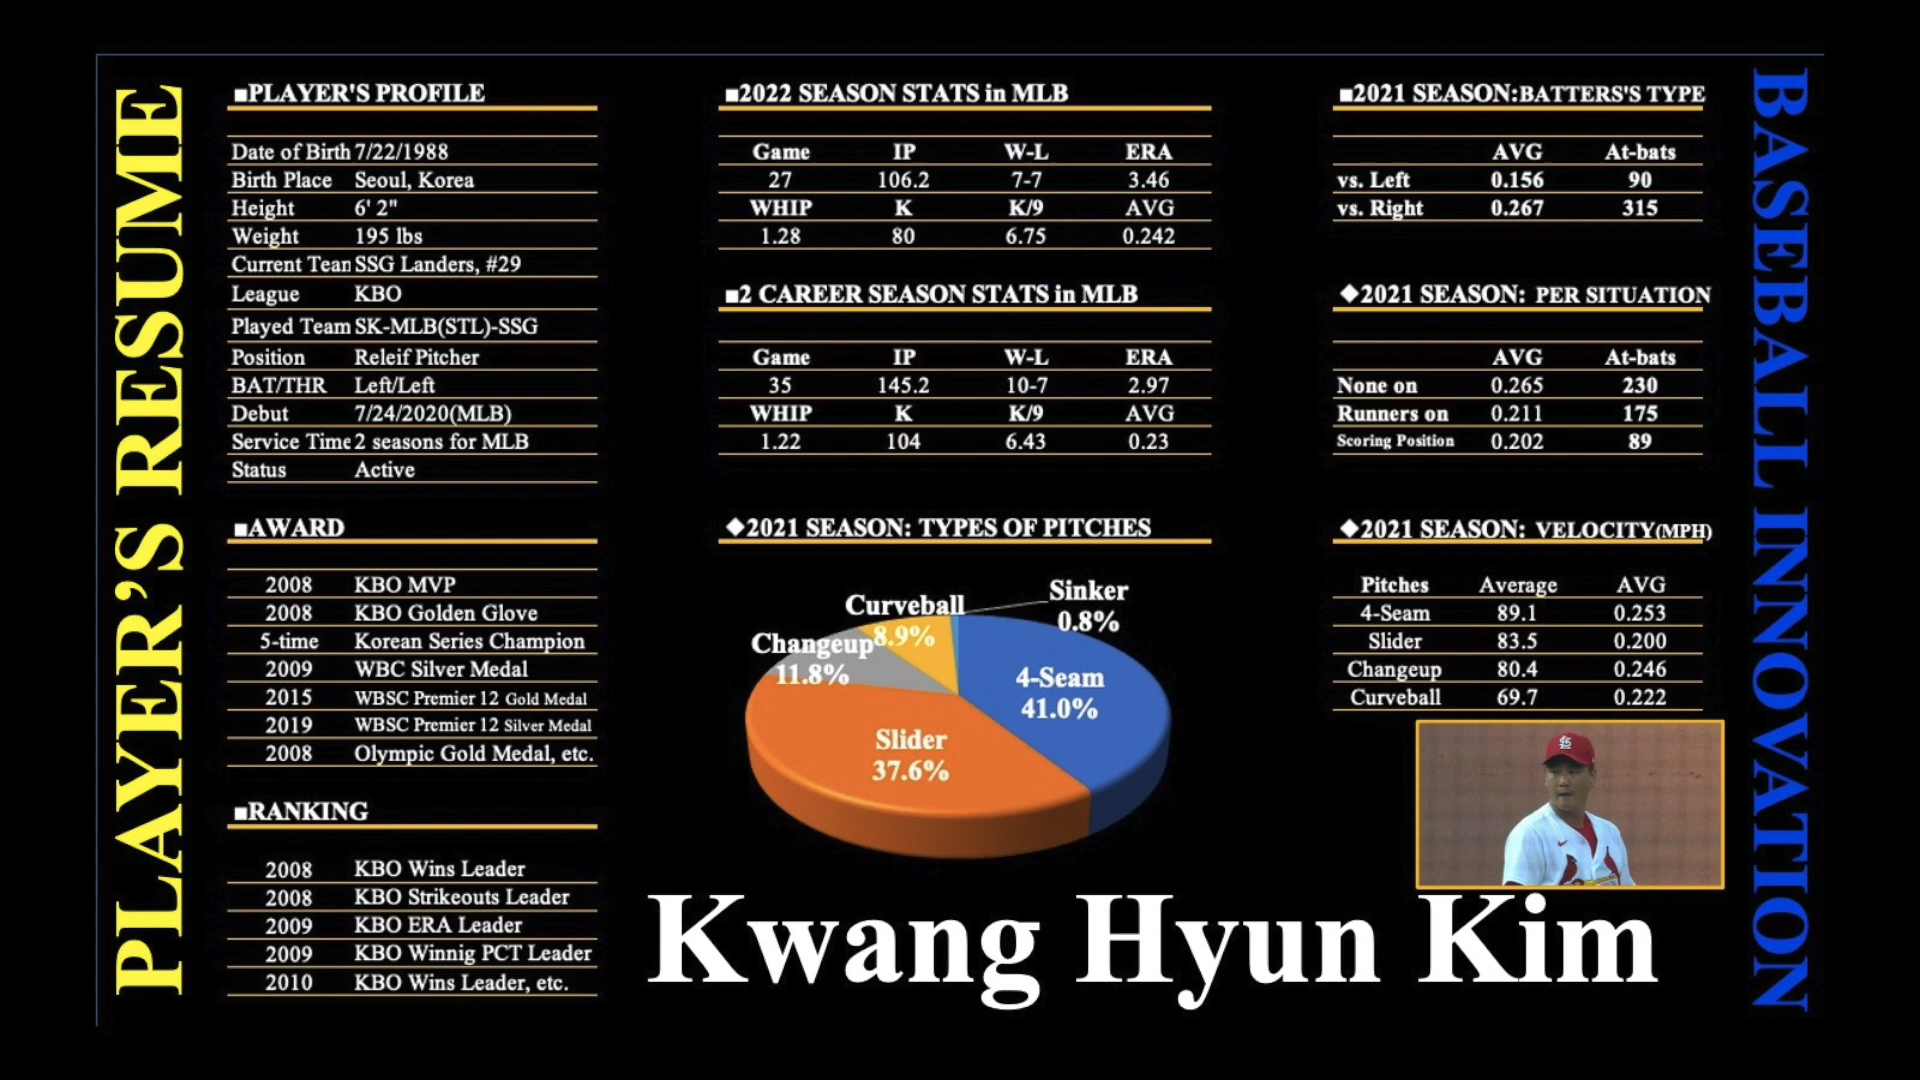 PLAYER'S RESUME
■PLAYER'S PROFILE
Date of Birth 7/22/1988
Birth Place Seoul, Korea
Height 6' 2"
Weight 195 lbs
Current Tean SSG Landers, #29
League KBO
Played Team SK-MLB(STL)-SSG
Position Releif Pitcher
BAT/THR Left/Left
Debut 7/24/2020(MLB)
Service Time 2 seasons for MLB
Status Active
■AWARD
2008 KBO MVP
2008 KBO Golden Glove
5-time Korean Series Champion
2009 WBC Silver Medal
2015 WBSC Premier 12 Gold Medal
2019 WBSC Premier 12 Silver Medal
2008 Olympic Gold Medal, etc.
■RANKING
2008 KBO Wins Leader
2008 KBO Strikeouts Leader
2009 KBO ERA Leader
2009 KBO Winnig PCT Leader
2010 KBO Wins Leader, etc.
■2022 SEASON STATS in MLB
Game IP W-L ERA
27 106.2 7-7 3.46
WHIP K K/9 AVG
1.28 80 6.75 0.242
■2 CAREER SEASON STATS in MLB
Game IP W-L ERA
35 145.2 10-7 2.97
WHIP K K/9 AVG
1.22 104 6.43 0.23
◆2021 SEASON: TYPES OF PITCHES
Sinker
0.8%
Curveball
8.9%
Changeup
11.8%
4-Seam
41.0%
Slider
37.6%
■2021 SEASON:BATTERS'S TYPE
AVG At-bats
vs. Left 0.156 90
vs. Right 0.267 315
◆2021 SEASON: PER SITUATION
AVG At-bats
None on 0.265 230
Runners on 0.211 175
Scoring Position 0.202 89
◆2021 SEASON: VELOCITY(MPH)
Pitches Average AVG
4-Seam 89.1 0.253
Slider 83.5 0.200
Changeup 80.4 0.246
Curveball 69.7 0.222
Kwang Hyun Kim
BASEBALL INNOVATION